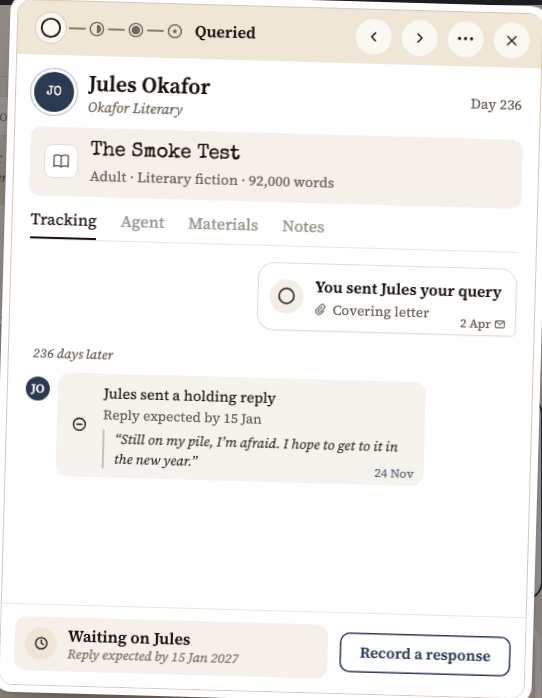 Queried
JO
Jules Okafor
Okafor Literary
Day 236
The Smoke Test
Adult · Literary fiction · 92,000 words
Tracking Agent Materials Notes
You sent Jules your query
Covering letter
2 Apr
236 days later
JO
Jules sent a holding reply
Reply expected by 15 Jan
“Still on my pile, I’m afraid. I hope to get to it in
the new year.”
24 Nov
Waiting on Jules
Reply expected by 15 Jan 2027
Record a response